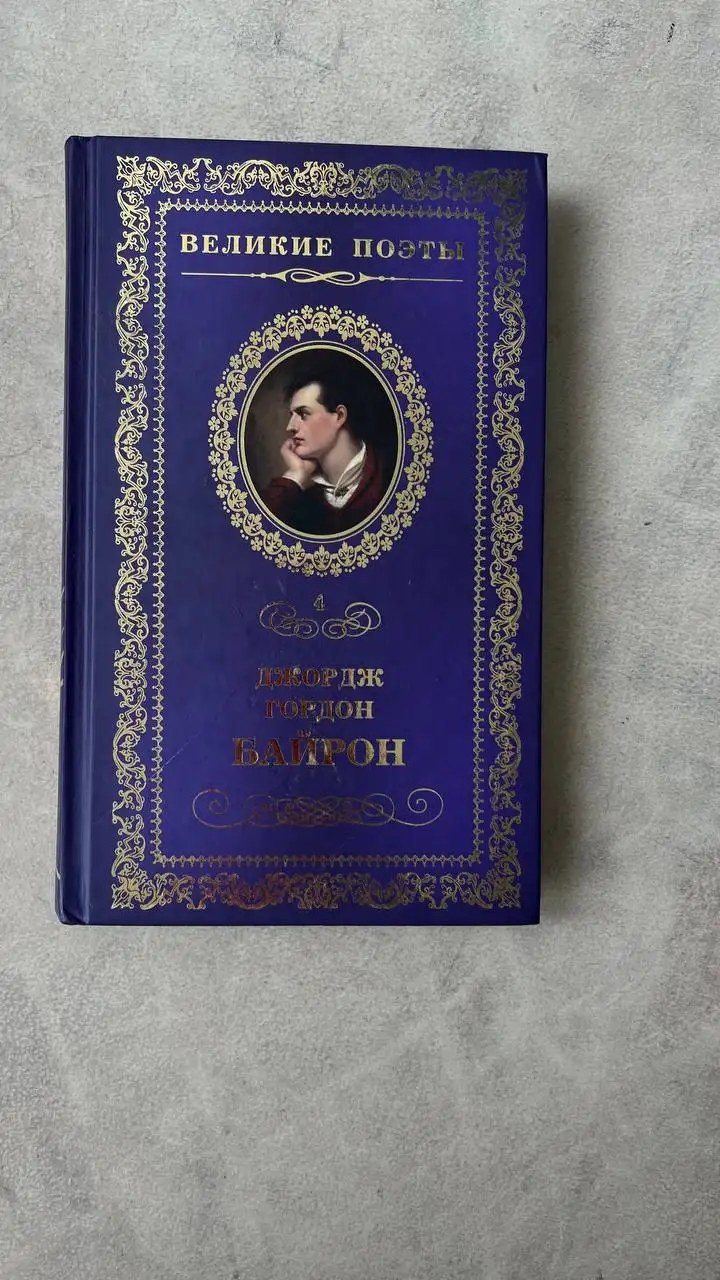 ВЕЛИКИЕ ПОЭТЫ
4
ДЖОРДЖ
ГОРДОН
БАЙРОН